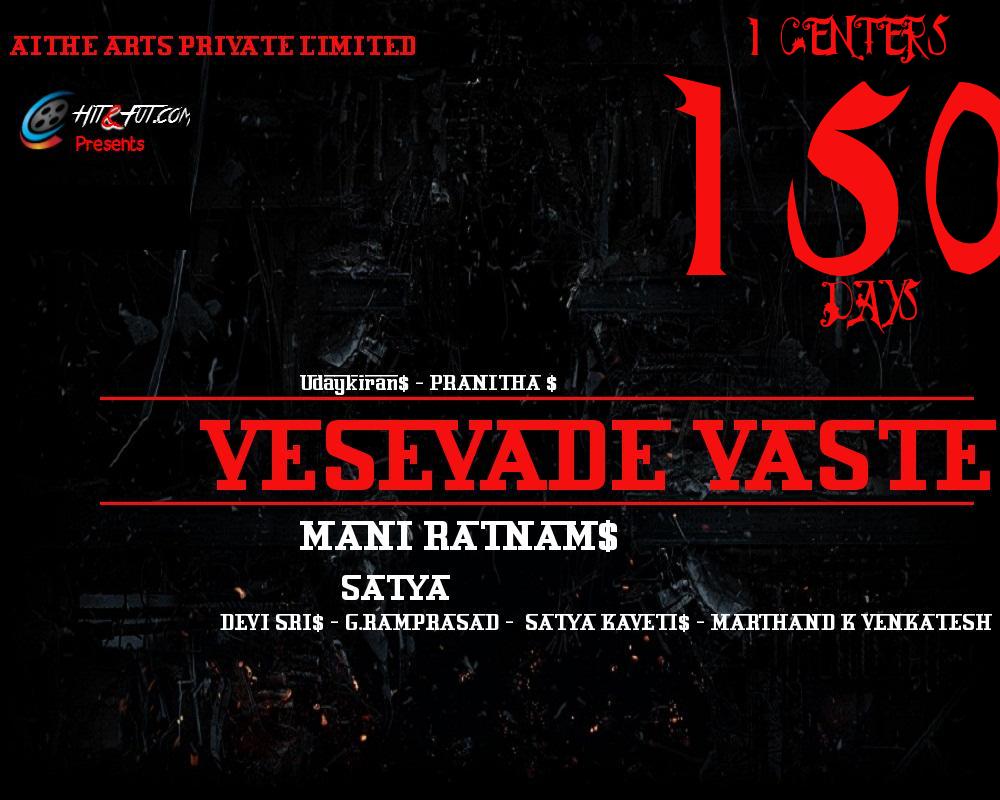 AITHE ARTS PRIVATE LIMITED
1 CENTERS
HIT&FUT.COM
Presents
150
DAYS
Udaykiran$ - PRANITHA $
VESEVADE VASTE
MANI RATNAM$
SATYA
DEVI SRI$ - G.RAMPRASAD - SATYA KAVETI$ - MARTHAND K VENKATESH